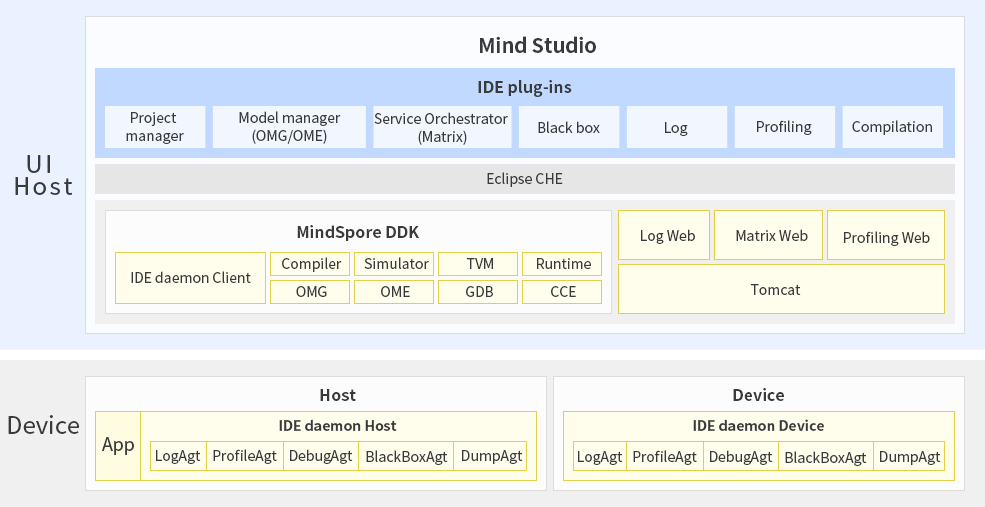 UI
Host
Mind Studio
IDE plug-ins
Project
manager
Model manager
(OMG/OME)
Service Orchestrator
(Matrix)
Black box
Log
Profiling
Compilation
Eclipse CHE
MindSpore DDK
IDE daemon Client
Compiler
Simulator
TVM
Runtime
OMG
OME
GDB
CCE
Log Web
Matrix Web
Profiling Web
Tomcat
Device
Host
App
IDE daemon Host
LogAgt
ProfileAgt
DebugAgt
BlackBoxAgt
DumpAgt
Device
IDE daemon Device
LogAgt
ProfileAgt
DebugAgt
BlackBoxAgt
DumpAgt